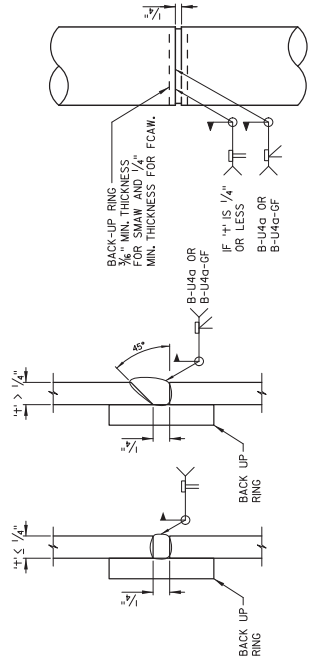 't' ≤ 1/4"
1/4"
BACK UP
RING
't' > 1/4"
1/4"
45°
B-U4a OR
B-U4a-GF
BACK UP
RING
1/4"
BACK-UP RING
3/16" MIN. THICKNESS
FOR SMAW AND 1/4"
MIN. THICKNESS FOR FCAW.
IF 't' IS 1/4"
OR LESS
B-U4a OR
B-U4a-GF